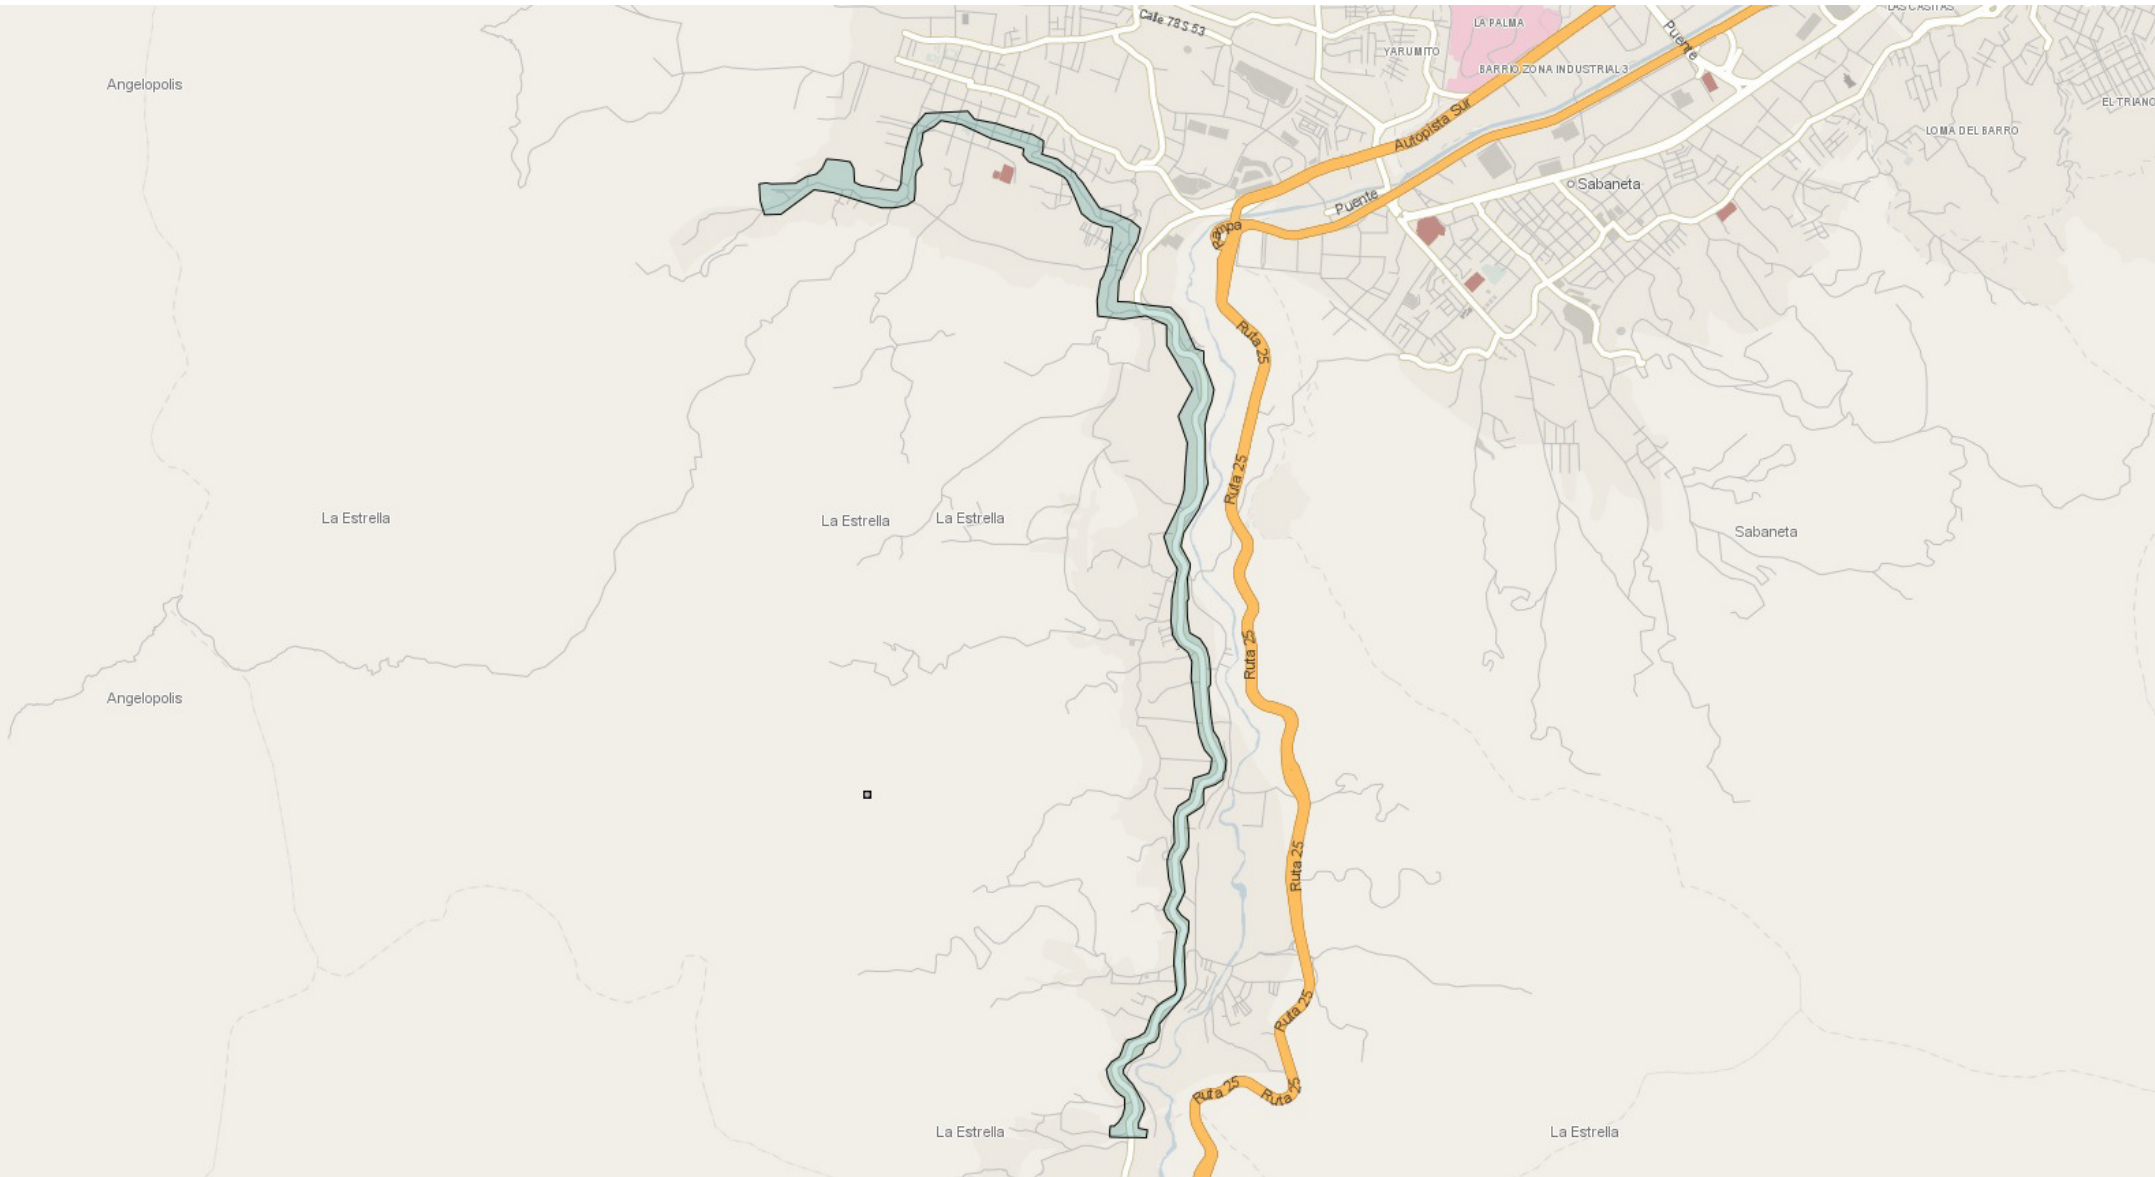 LAS CASITAS
Calle 78 S 53
LA PALMA
Puente
YARUMITO
BARRIO ZONA INDUSTRIAL 3
Angelopolis
EL TRIANO
Autopista Sur
LOMA DEL BARRO
Sabaneta
Puente
Rampa
Ruta 25
Ruta 25
La Estrella
La Estrella
La Estrella
Sabaneta
Ruta 25
Angelopolis
Ruta 25
Ruta 25
Ruta 25
Ruta 25
La Estrella
La Estrella